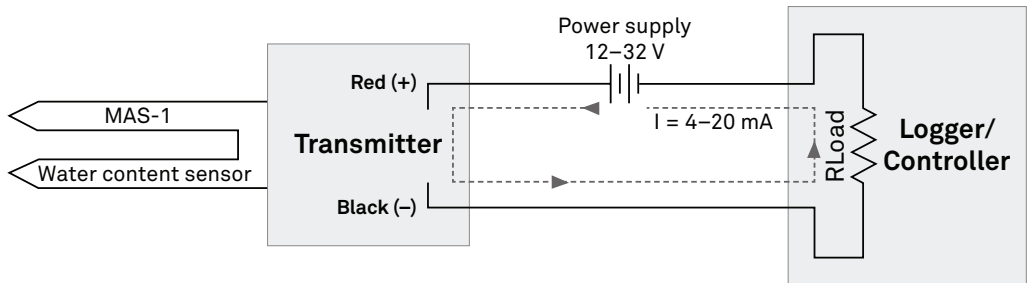 Power supply
12–32 V
Red (+)
MAS-1
I = 4–20 mA
Transmitter
RLoad
Logger/
Controller
Water content sensor
Black (–)